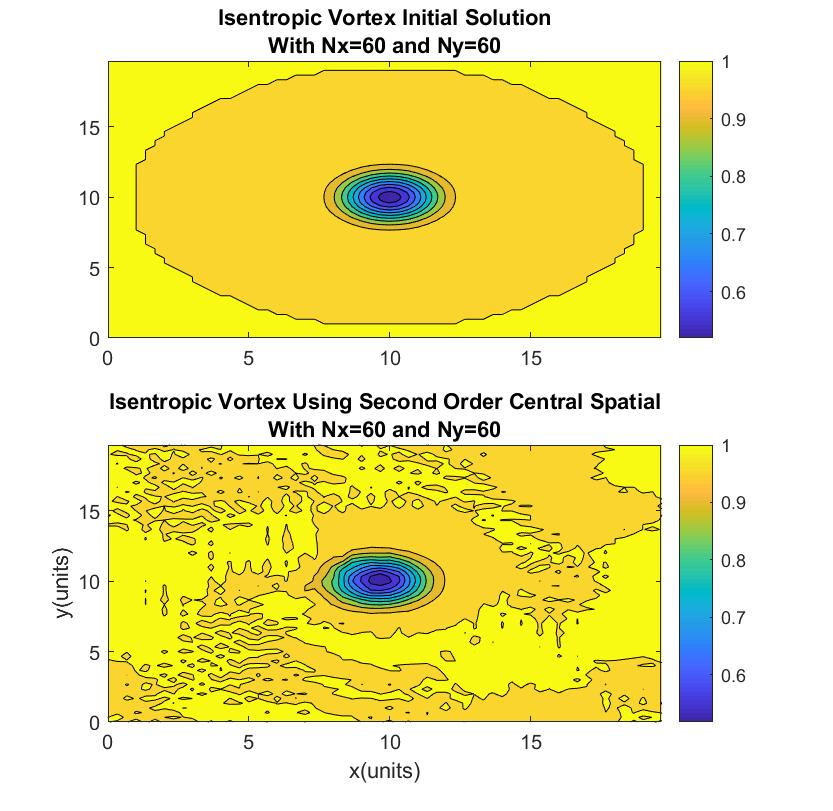 Isentropic Vortex Initial Solution
With Nx=60 and Ny=60
1
0.9
0.8
0.7
0.6
15
10
5
0
0 5 10 15
Isentropic Vortex Using Second Order Central Spatial
With Nx=60 and Ny=60
1
0.9
0.8
0.7
0.6
y(units)
15
10
5
0
0 5 10 15
x(units)